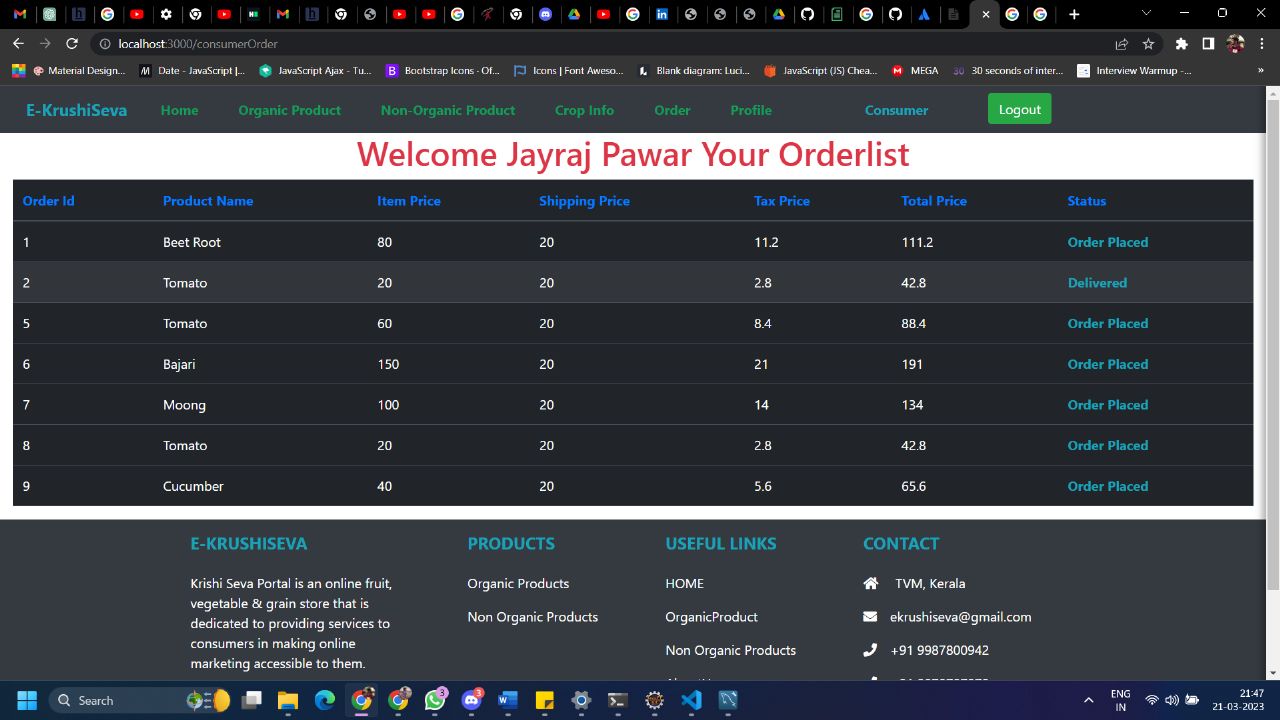 localhost:3000/consumerOrder
Material Design... Date - JavaScript |... JavaScript Ajax - Tu... Bootstrap Icons · Of... Icons | Font Aweso... Blank diagram: Luci... JavaScript (JS) Chea... MEGA 30 seconds of inter... Interview Warmup -... »
E-KrushiSeva Home Organic Product Non-Organic Product Crop Info Order Profile Consumer Logout
Welcome Jayraj Pawar Your Orderlist
Order Id Product Name Item Price Shipping Price Tax Price Total Price Status
1 Beet Root 80 20 11.2 111.2 Order Placed
2 Tomato 20 20 2.8 42.8 Delivered
5 Tomato 60 20 8.4 88.4 Order Placed
6 Bajari 150 20 21 191 Order Placed
7 Moong 100 20 14 134 Order Placed
8 Tomato 20 20 2.8 42.8 Order Placed
9 Cucumber 40 20 5.6 65.6 Order Placed
E-KRUSHISEVA
Krishi Seva Portal is an online fruit,
vegetable & grain store that is
dedicated to providing services to
consumers in making online
marketing accessible to them.
PRODUCTS
Organic Products
Non Organic Products
USEFUL LINKS
HOME
OrganicProduct
Non Organic Products
CONTACT
TVM, Kerala
ekrushiseva@gmail.com
+91 9987800942
Search
3
3
ENG
IN
21:47
21-03-2023